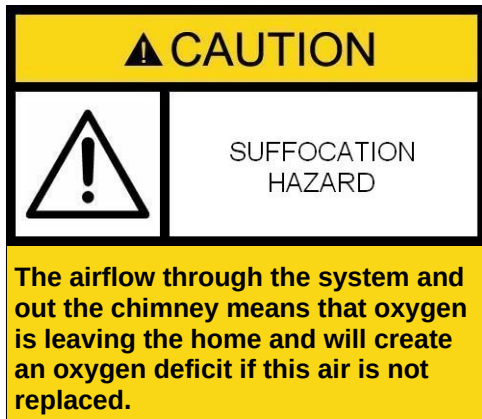 CAUTION
SUFFOCATION
HAZARD
The airflow through the system and
out the chimney means that oxygen
is leaving the home and will create
an oxygen deficit if this air is not
replaced.